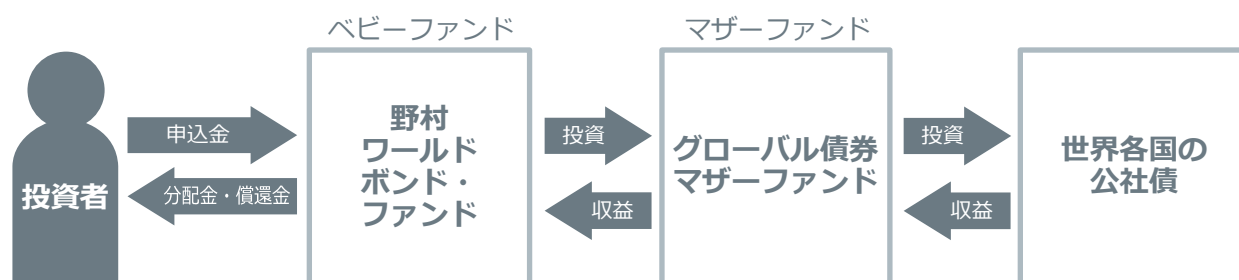 ベビーファンド
マザーファンド
投資者
申込金
分配金・償還金
野村
ワールド
ボンド・
ファンド
投資
収益
グローバル債券
マザーファンド
投資
収益
世界各国の
公社債